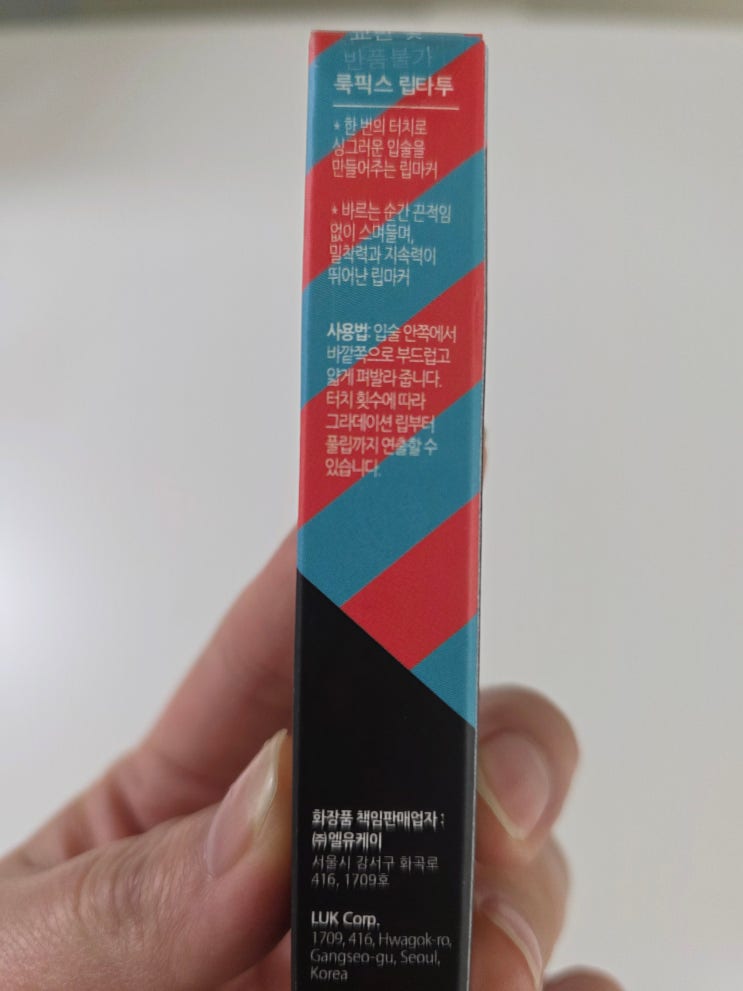 교환 및
반품불가
룩픽스 립타투
* 한 번의 터치로
싱그러운 입술을
만들어주는 립마커
* 바르는 순간 끈적임
없이 스며들며,
밀착력과 지속력이
뛰어난 립마커
사용법: 입술 안쪽에서
바깥쪽으로 부드럽고
얇게 펴발라 줍니다.
터치 횟수에 따라
그라데이션 립부터
풀립까지 연출할 수
있습니다.
화장품 책임판매업자 :
㈜엘유케이
서울시 강서구 화곡로
416, 1709호
LUK Corp.
1709, 416, Hwagok-ro,
Gangseo-gu, Seoul,
Korea